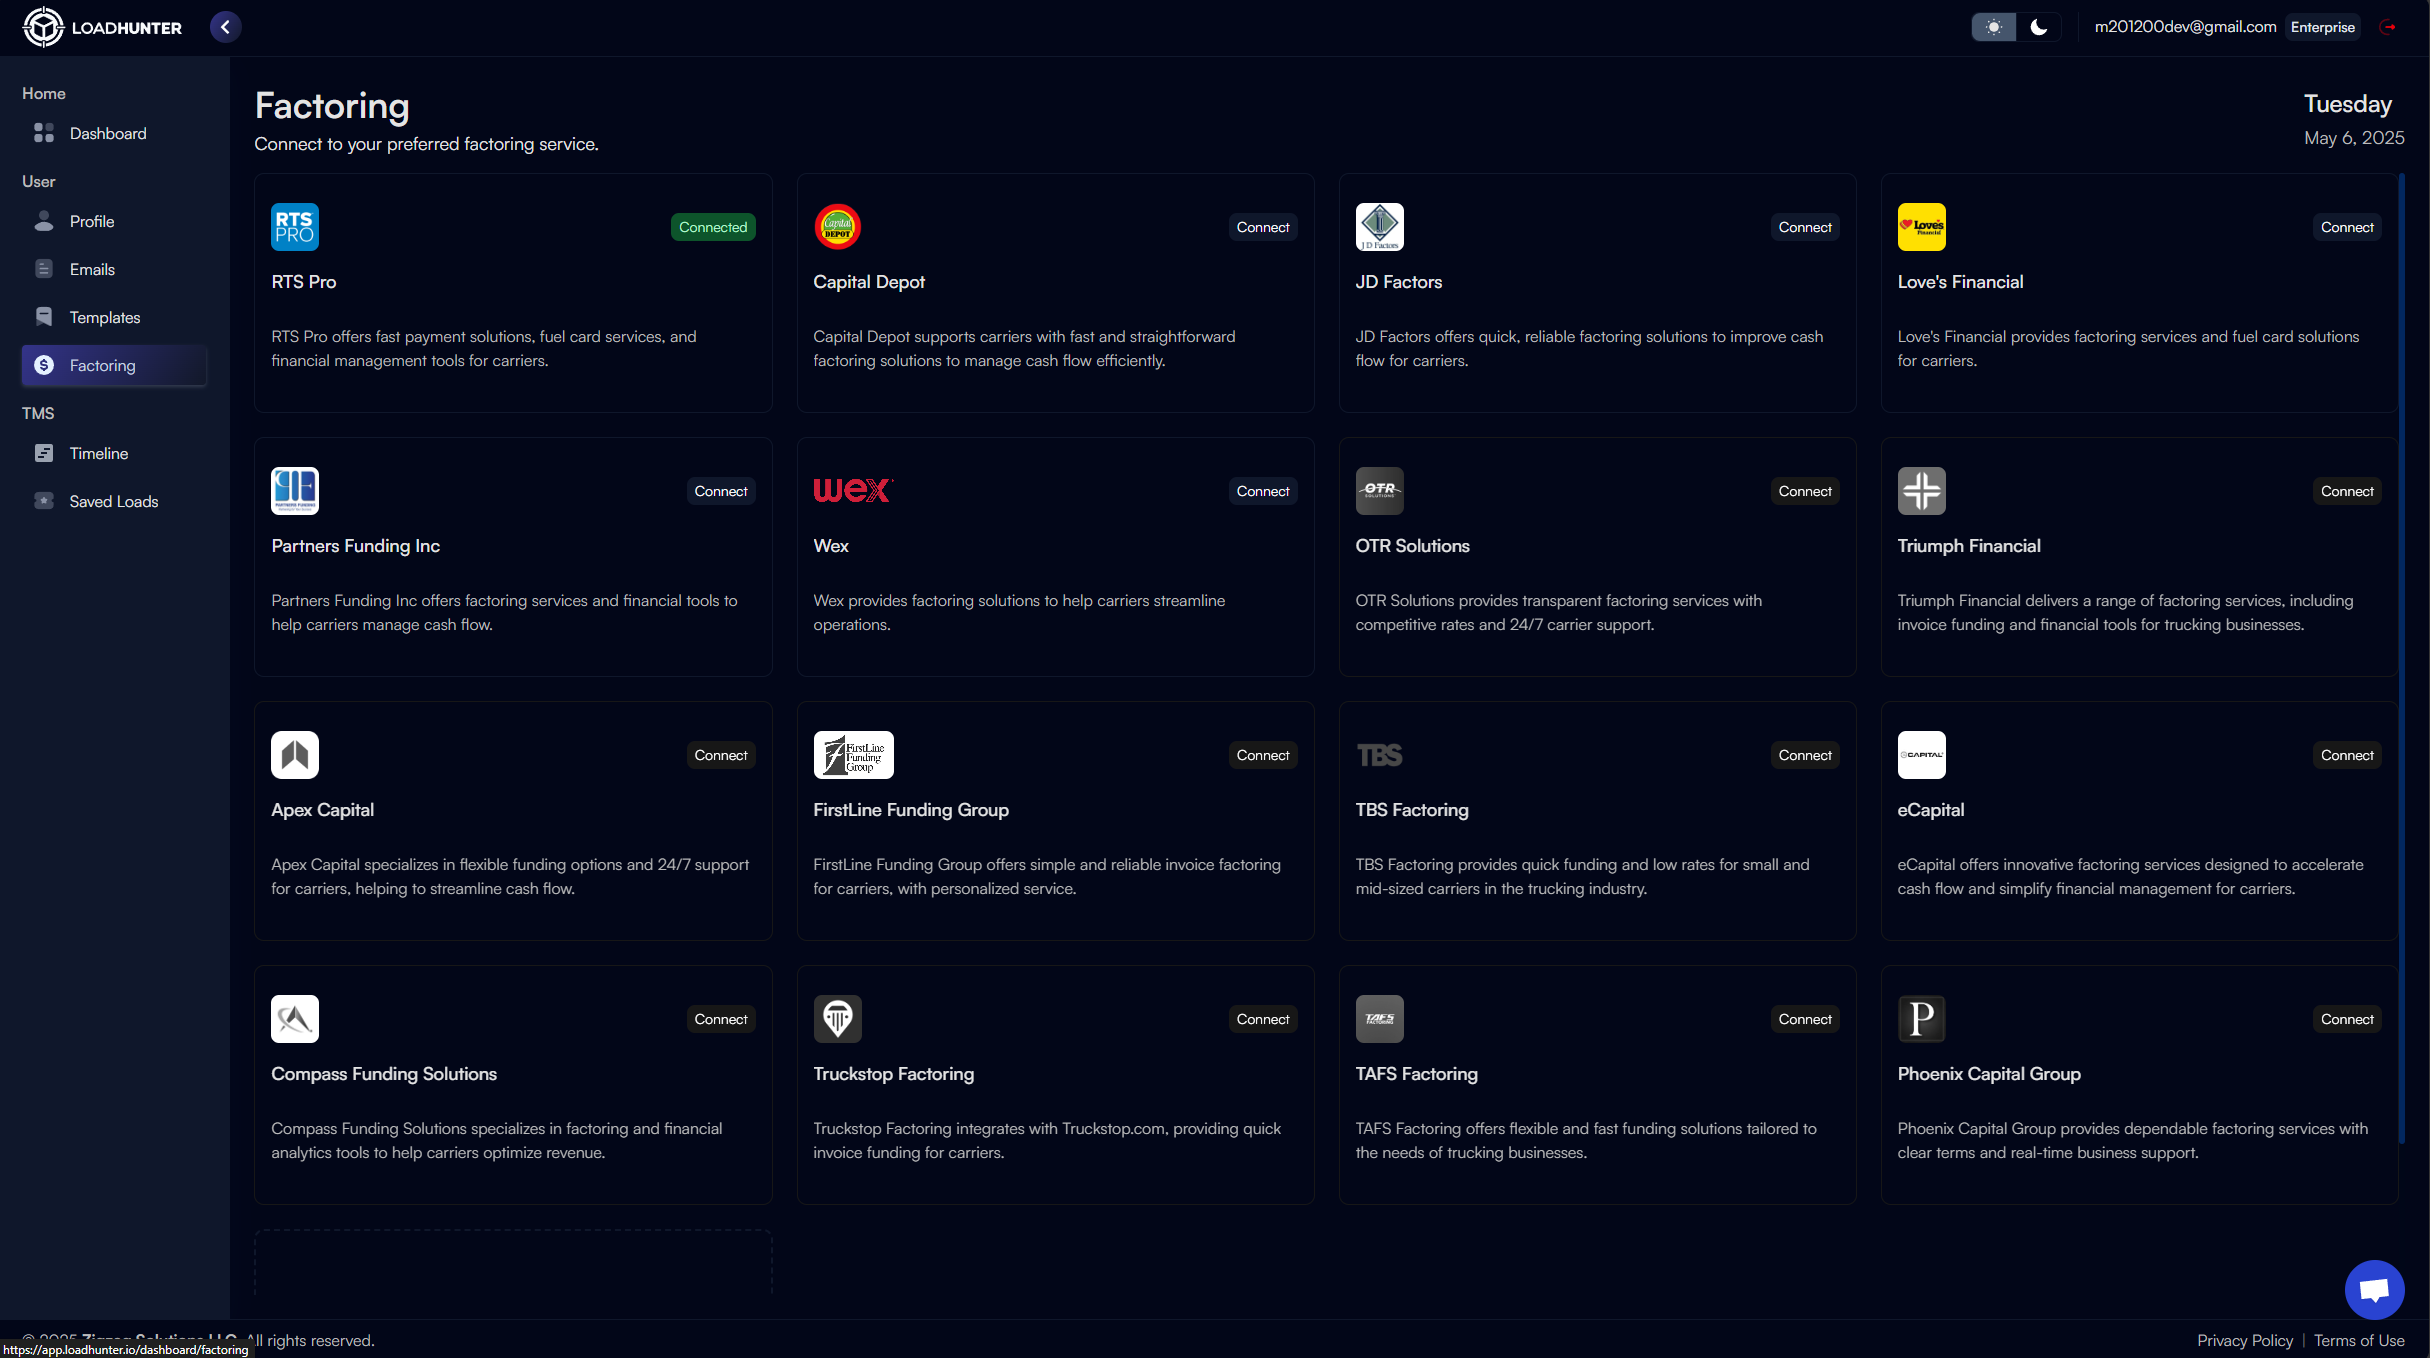 LOADHUNTER
m201200dev@gmail.com Enterprise
Home
Dashboard
User
Profile
Emails
Templates
Factoring
TMS
Timeline
Saved Loads
Factoring
Connect to your preferred factoring service.
Tuesday
May 6, 2025
RTS PRO
Connected
RTS Pro
RTS Pro offers fast payment solutions, fuel card services, and
financial management tools for carriers.
Capital DEPOT
Connect
Capital Depot
Capital Depot supports carriers with fast and straightforward
factoring solutions to manage cash flow efficiently.
J D Factors
Connect
JD Factors
JD Factors offers quick, reliable factoring solutions to improve cash
flow for carriers.
Love's Financial
Connect
Love's Financial
Love's Financial provides factoring services and fuel card solutions
for carriers.
PARTNERS FUNDING
Connect
Partners Funding Inc
Partners Funding Inc offers factoring services and financial tools to
help carriers manage cash flow.
wex
Connect
Wex
Wex provides factoring solutions to help carriers streamline
operations.
OTR SOLUTIONS
Connect
OTR Solutions
OTR Solutions provides transparent factoring services with
competitive rates and 24/7 carrier support.
Connect
Triumph Financial
Triumph Financial delivers a range of factoring services, including
invoice funding and financial tools for trucking businesses.
Connect
Apex Capital
Apex Capital specializes in flexible funding options and 24/7 support
for carriers, helping to streamline cash flow.
FirstLine
Funding
Group
Connect
FirstLine Funding Group
FirstLine Funding Group offers simple and reliable invoice factoring
for carriers, with personalized service.
TBS
Connect
TBS Factoring
TBS Factoring provides quick funding and low rates for small and
mid-sized carriers in the trucking industry.
eCAPITAL
Connect
eCapital
eCapital offers innovative factoring services designed to accelerate
cash flow and simplify financial management for carriers.
Connect
Compass Funding Solutions
Compass Funding Solutions specializes in factoring and financial
analytics tools to help carriers optimize revenue.
Connect
Truckstop Factoring
Truckstop Factoring integrates with Truckstop.com, providing quick
invoice funding for carriers.
TAFS FACTORING
Connect
TAFS Factoring
TAFS Factoring offers flexible and fast funding solutions tailored to
the needs of trucking businesses.
P
Connect
Phoenix Capital Group
Phoenix Capital Group provides dependable factoring services with
clear terms and real-time business support.
© 2025 Zigzag Solutions LLC. All rights reserved.
Privacy Policy | Terms of Use
https://app.loadhunter.io/dashboard/factoring